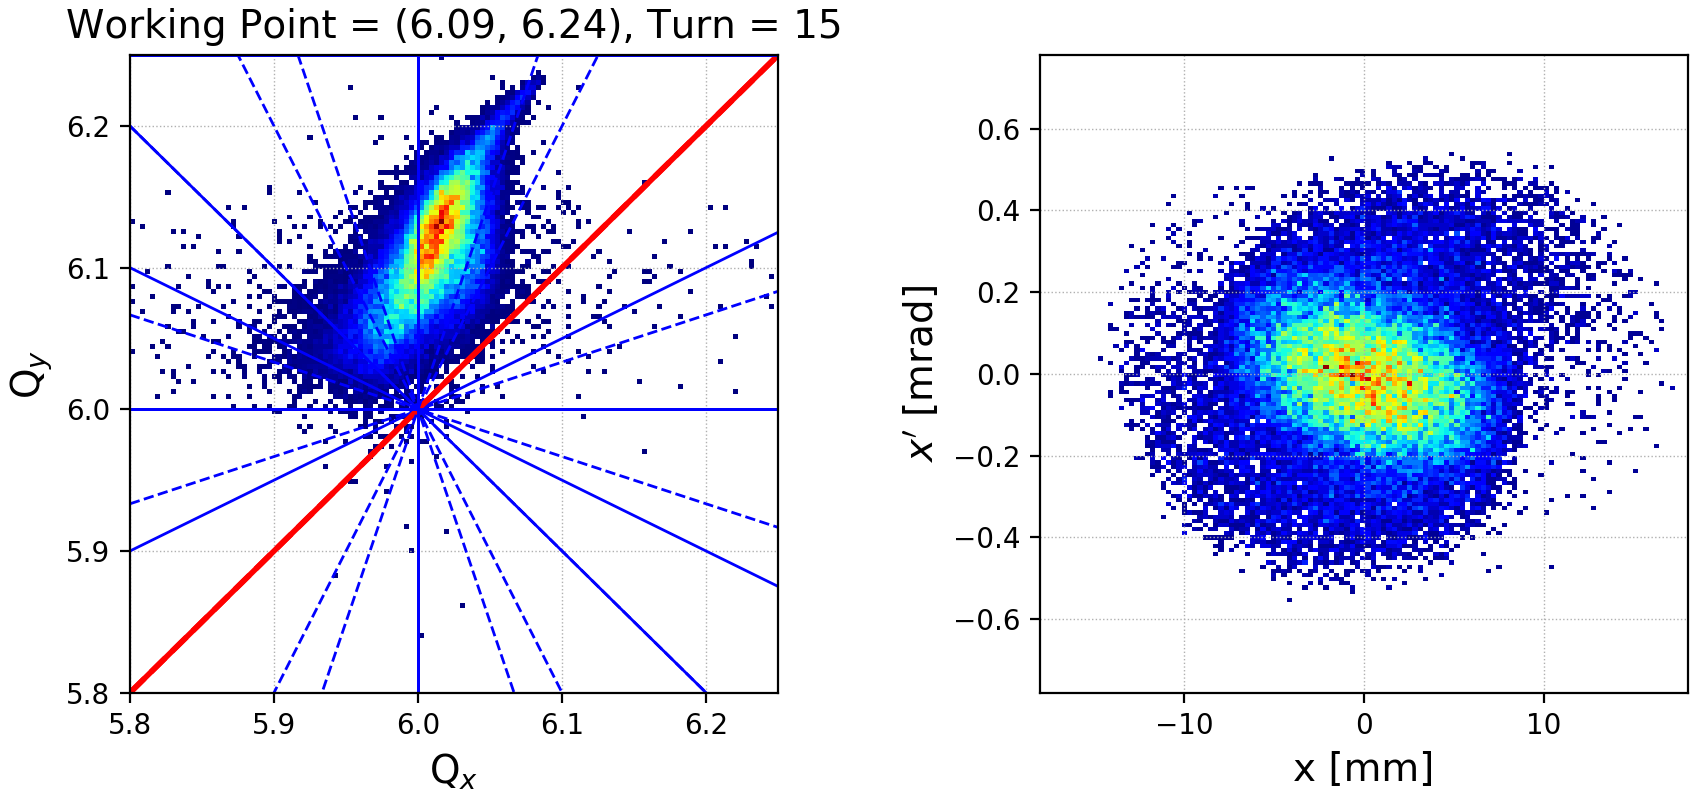 Working Point = (6.09, 6.24), Turn = 15
6.2
6.1
6.0
5.9
5.8
Q_y
5.8 5.9 6.0 6.1 6.2
Q_x
0.6
0.4
0.2
0.0
−0.2
−0.4
−0.6
x′ [mrad]
−10 0 10
x [mm]